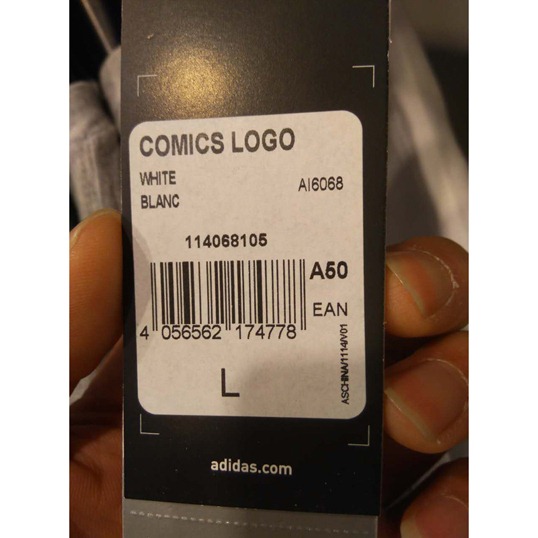 COMICS LOGO
WHITE
BLANC
AI6068
114068105
A50
EAN
4 056562 174778
L
ASCHINA/1114/V01
adidas.com